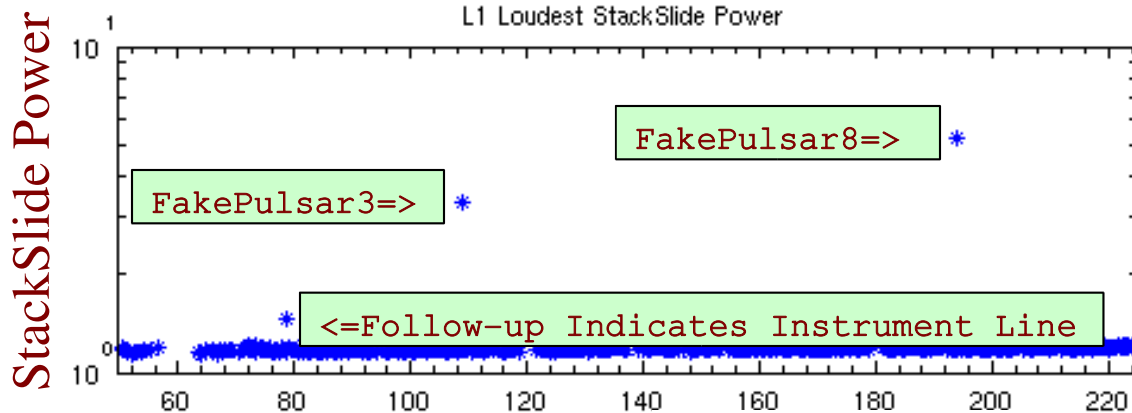 L1 Loudest StackSlide Power
StackSlide Power
10 1
FakePulsar8=>
FakePulsar3=>
<=Follow-up Indicates Instrument Line
10 0
60 80 100 120 140 160 180 200 220